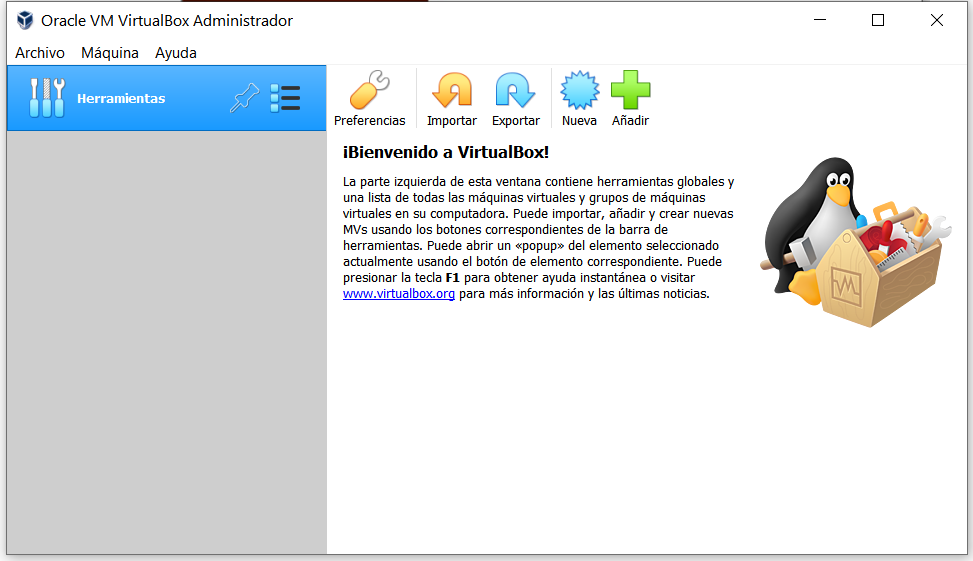 Oracle VM VirtualBox Administrador
Archivo Máquina Ayuda
Herramientas
Preferencias Importar Exportar Nueva Añadir
¡Bienvenido a VirtualBox!
La parte izquierda de esta ventana contiene herramientas globales y
una lista de todas las máquinas virtuales y grupos de máquinas
virtuales en su computadora. Puede importar, añadir y crear nuevas
MVs usando los botones correspondientes de la barra de
herramientas. Puede abrir un «popup» del elemento seleccionado
actualmente usando el botón de elemento correspondiente. Puede
presionar la tecla F1 para obtener ayuda instantánea o visitar
www.virtualbox.org para más información y las últimas noticias.